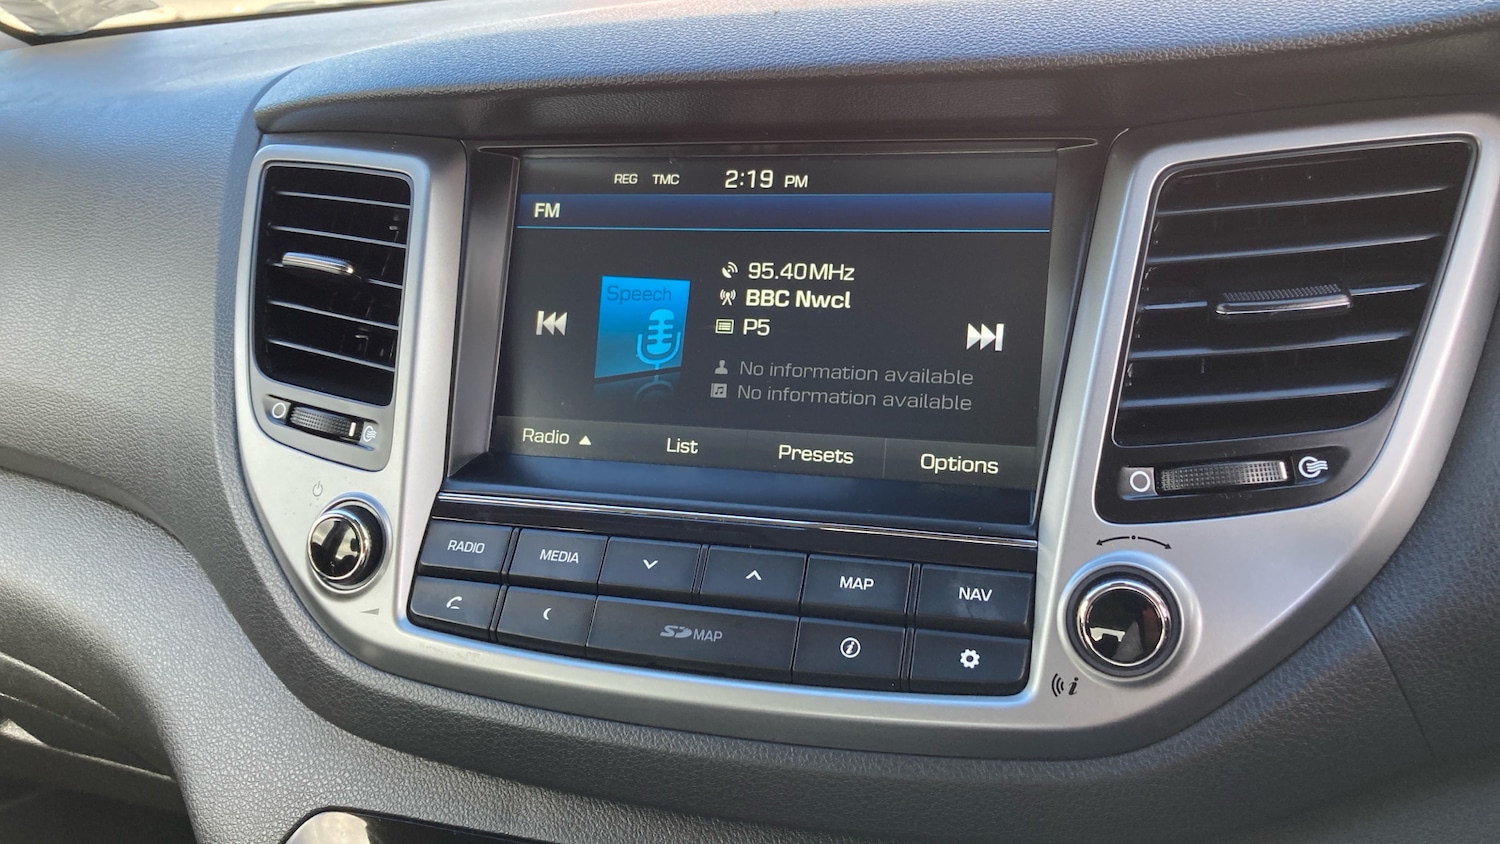 REG TMC 2:19 PM
FM
Speech
95.40MHz
BBC Nwcl
P5
No information available
No information available
Radio List Presets Options
RADIO MEDIA MAP NAV
SD MAP i
i